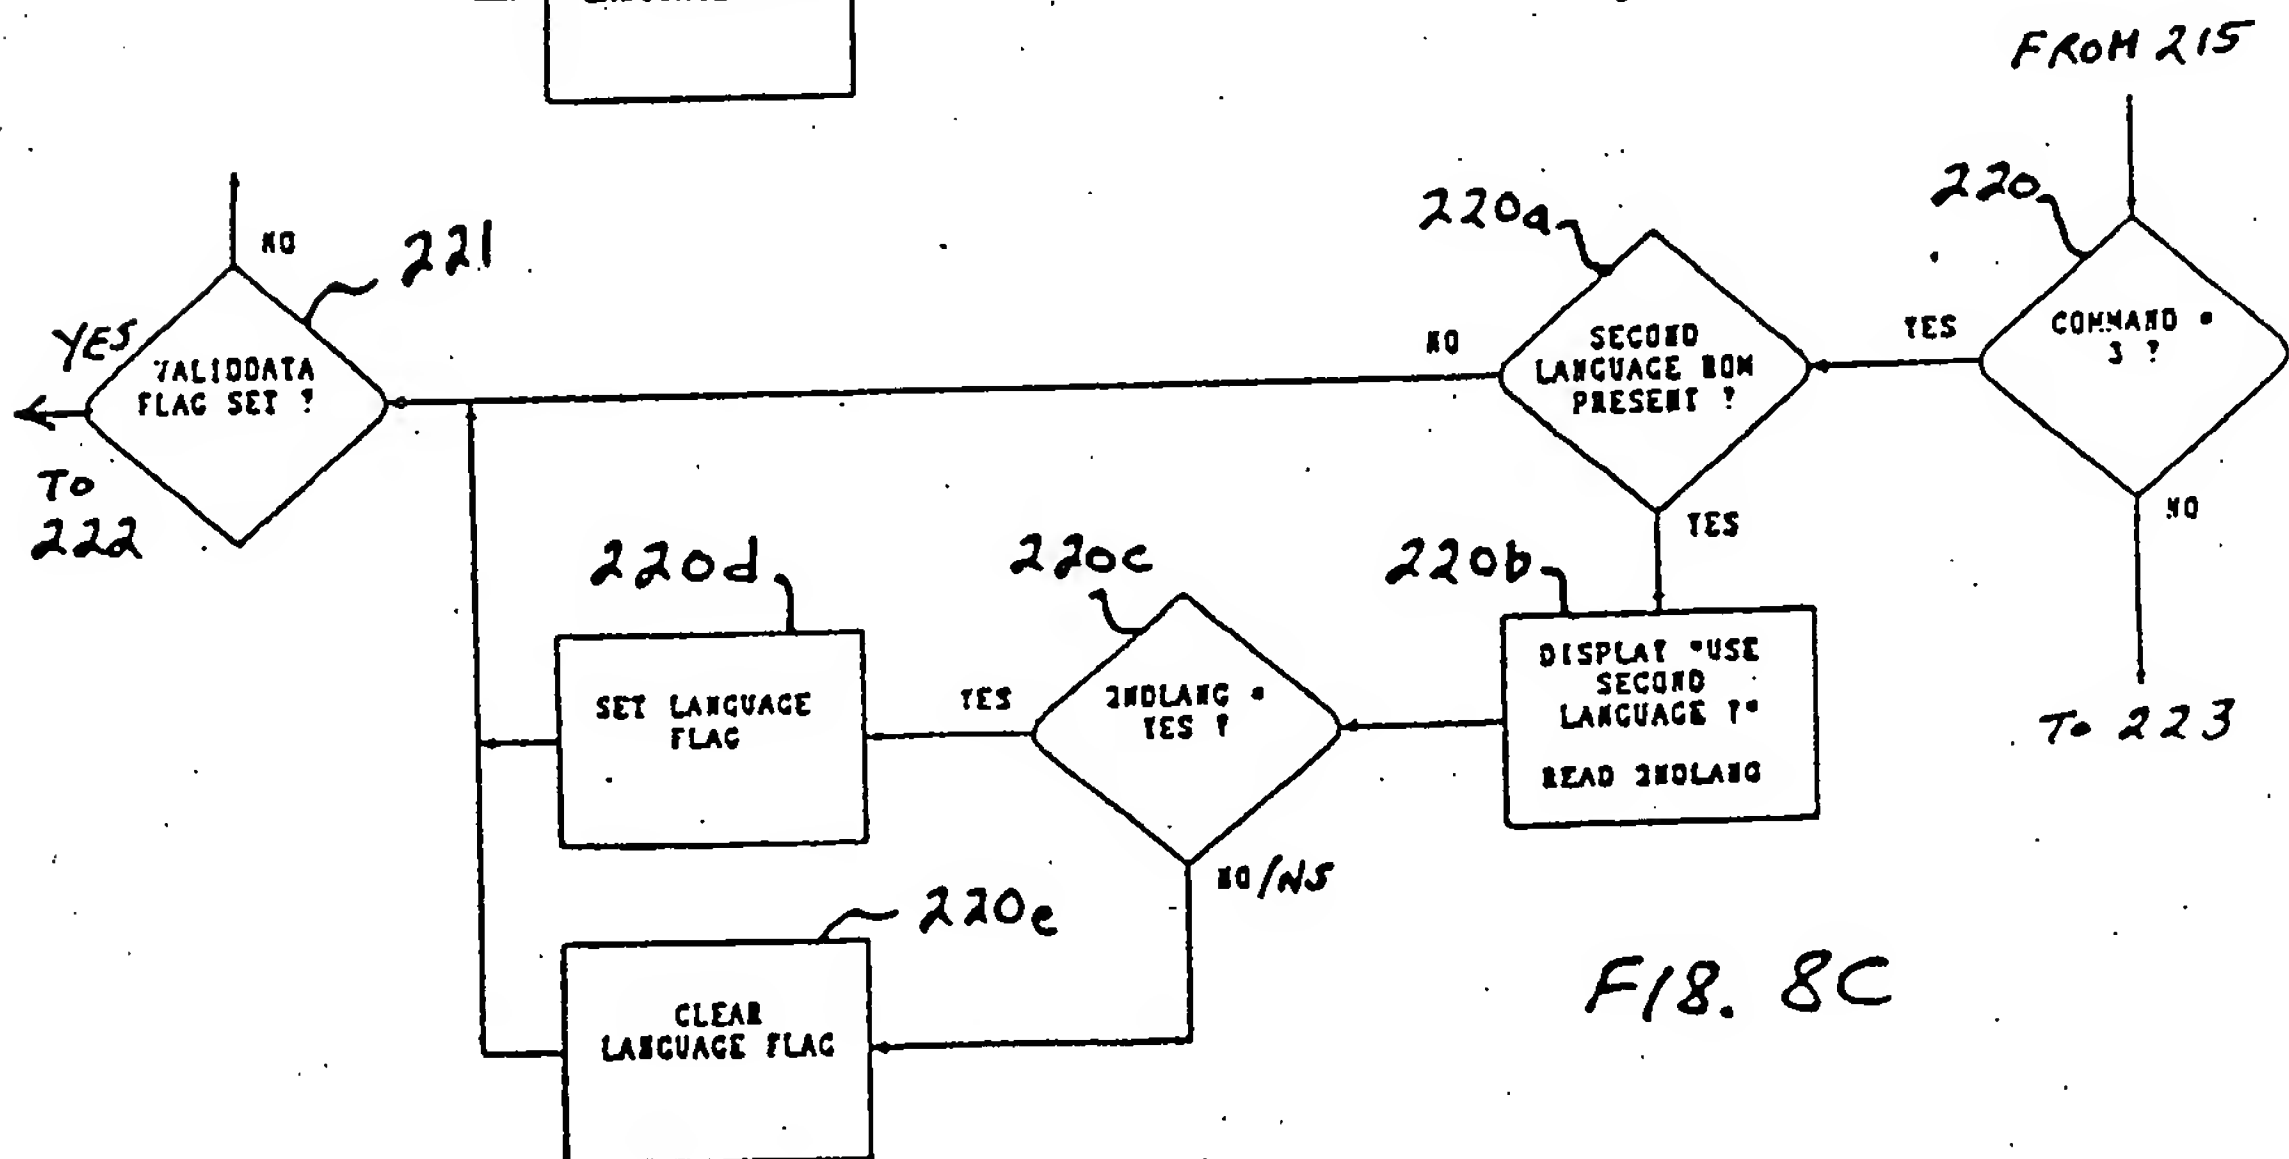 FROM 215
220
220a
NO
221
YES
VALIDDATA
FLAG SET ?
TO
222
NO
SECOND
LANGUAGE ROM
PRESENT ?
YES
COMMAND =
3 ?
YES
NO
TO 223
220d
220c
220b
SET LANGUAGE
FLAG
YES
2NDLANG =
YES ?
DISPLAY "USE
SECOND
LANGUAGE ?"
READ 2NDLANG
NO/NS
220e
CLEAR
LANGUAGE FLAG
FIG. 8C